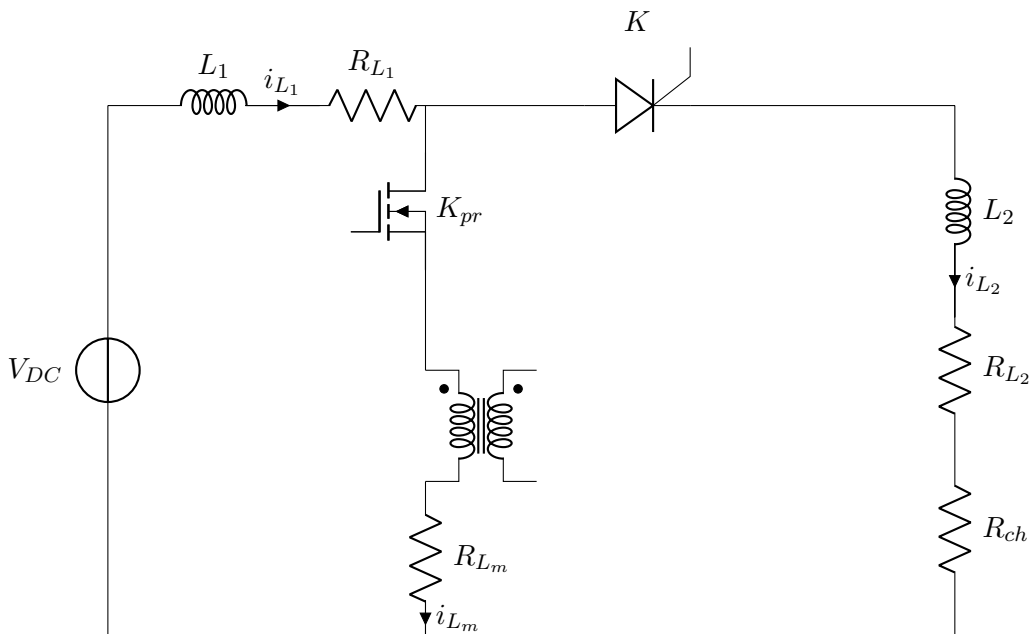 K
L_1
i_{L_1}
R_{L_1}
K_{pr}
L_2
i_{L_2}
V_{DC}
R_{L_2}
R_{ch}
R_{L_m}
i_{L_m}